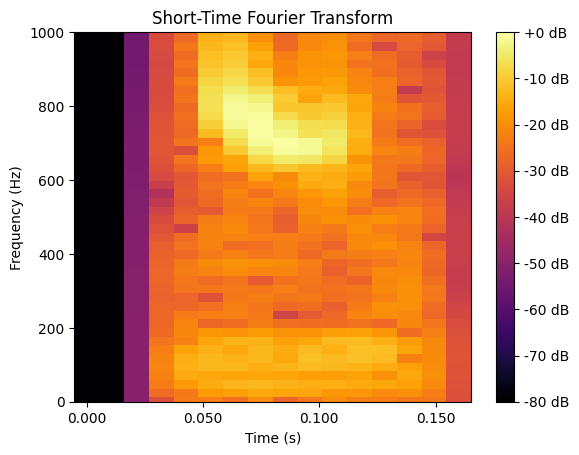 Short-Time Fourier Transform
Frequency (Hz)
1000
800
600
400
200
0
0.000
0.050
0.100
0.150
Time (s)
+0 dB
-10 dB
-20 dB
-30 dB
-40 dB
-50 dB
-60 dB
-70 dB
-80 dB